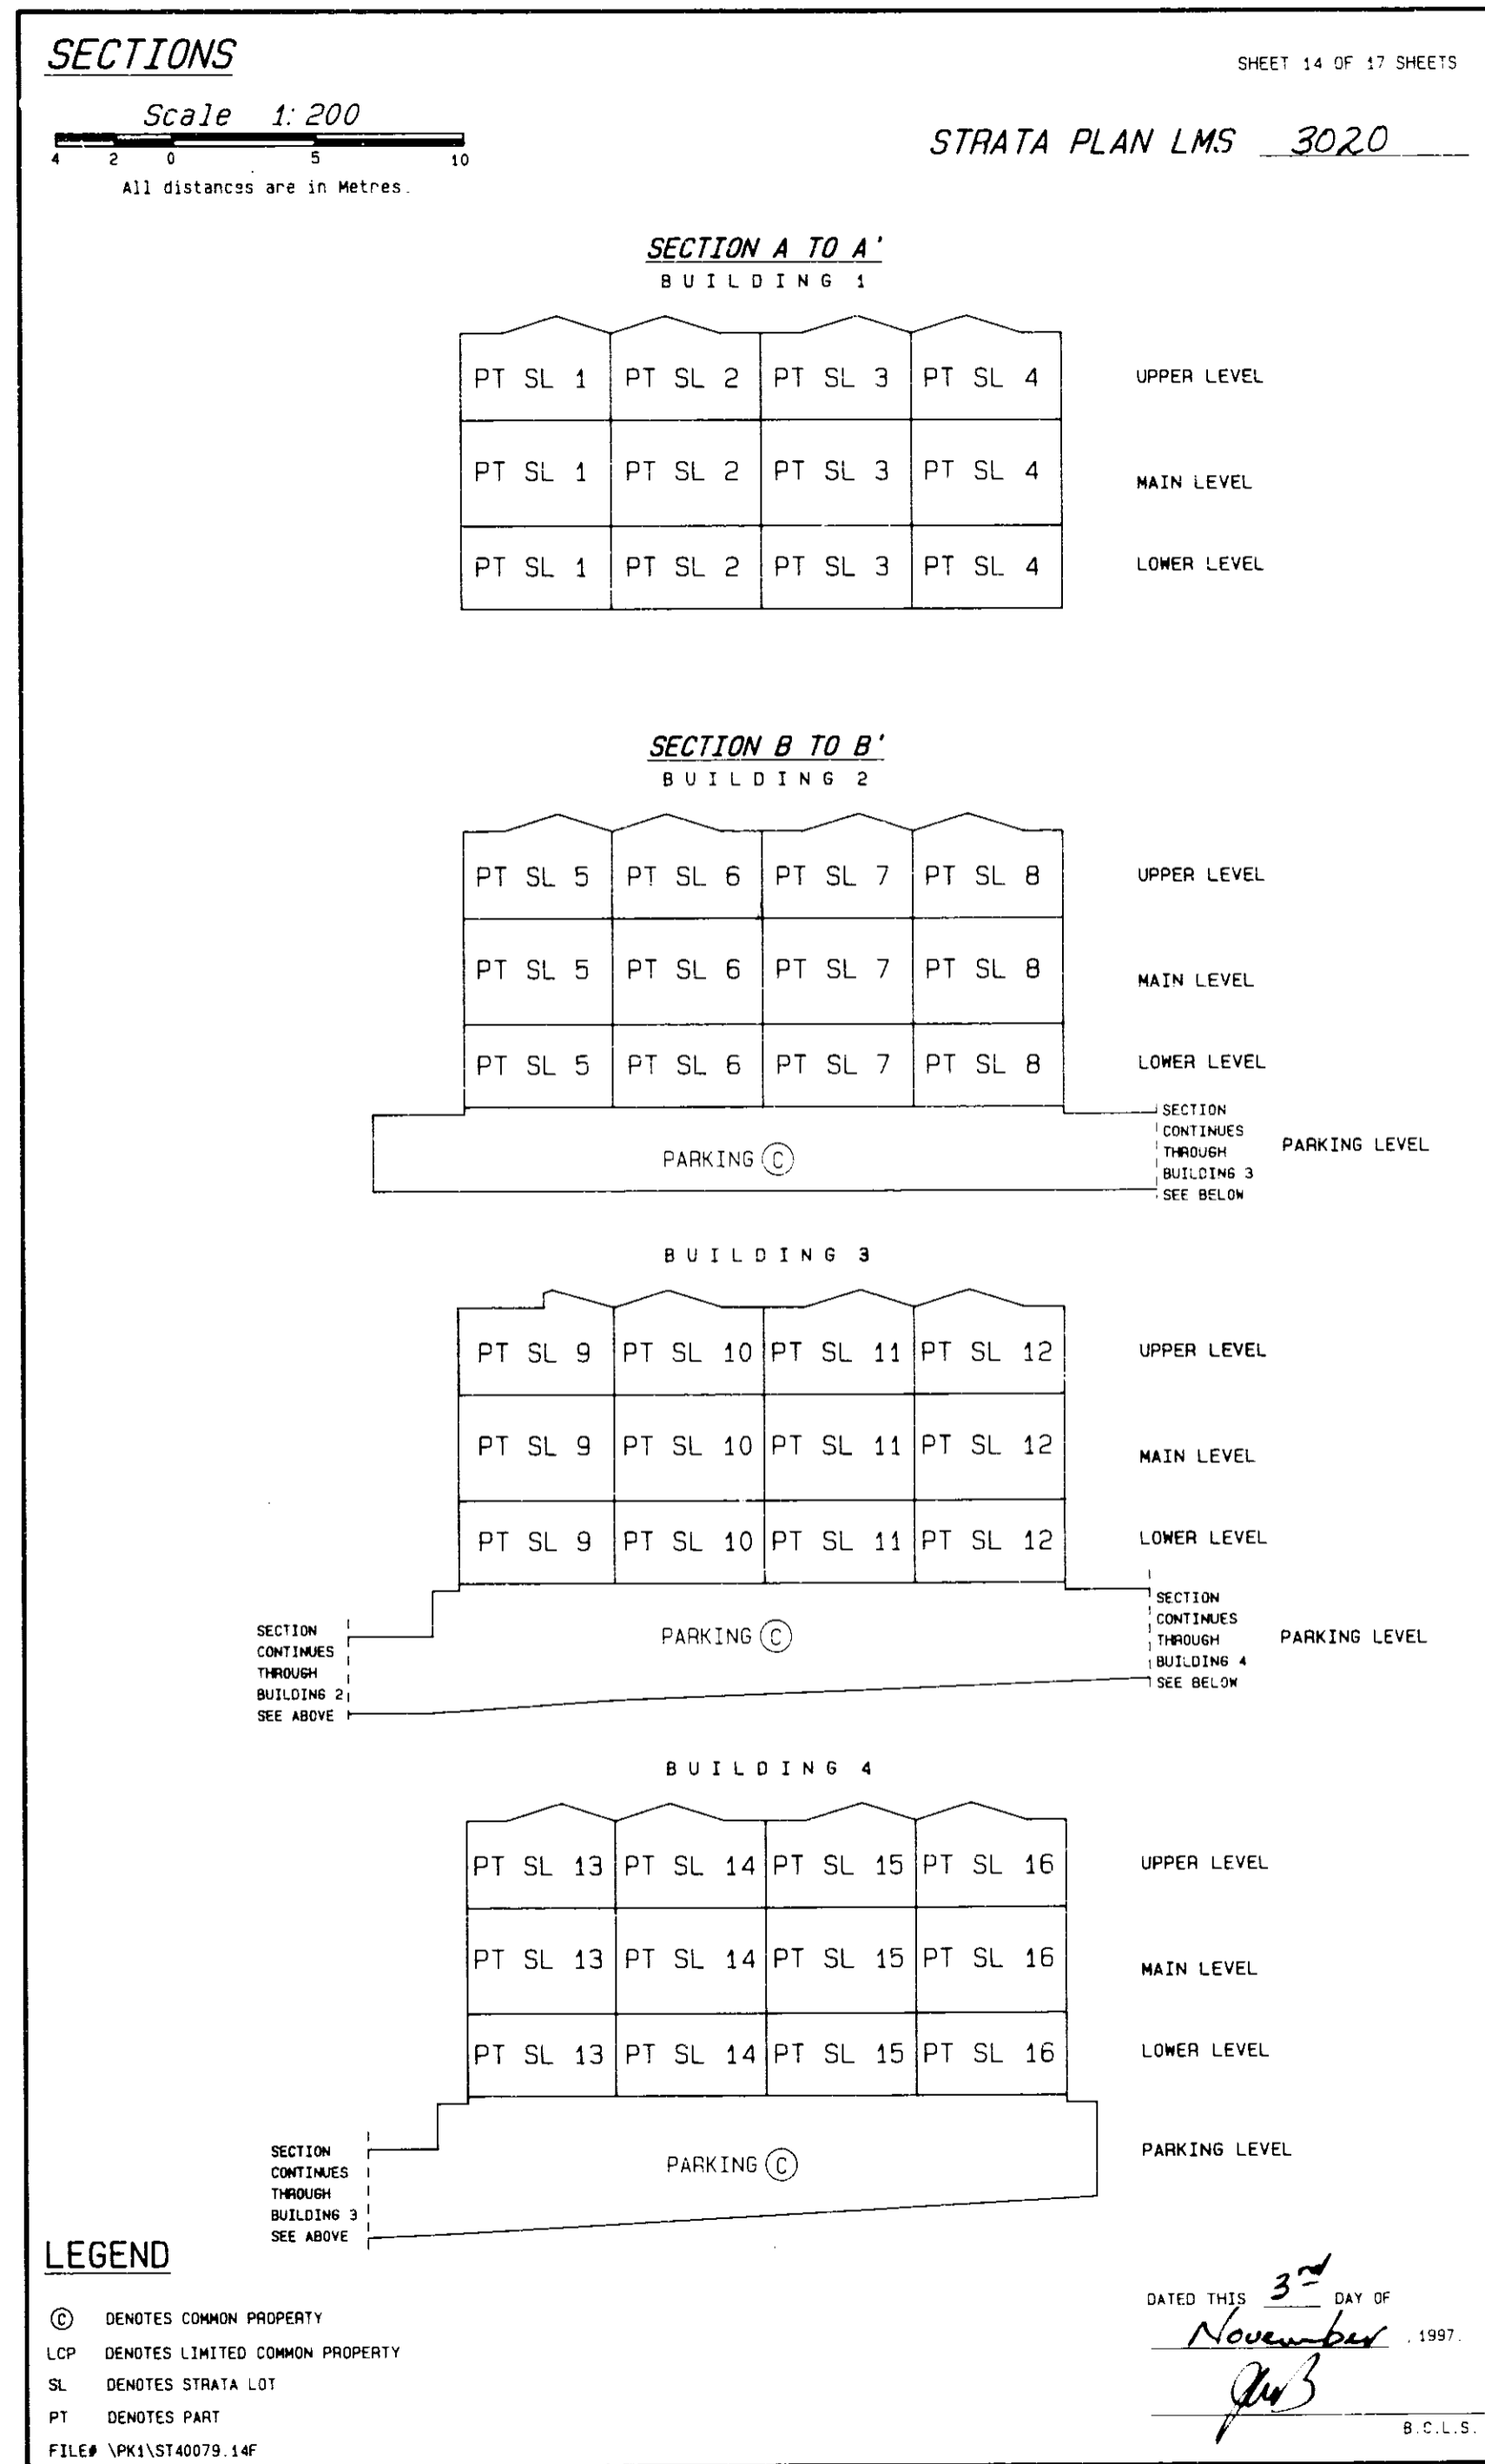 SECTIONS
SHEET 14 OF 17 SHEETS
Scale 1:200
4 2 0 5 10
All distances are in Metres.
STRATA PLAN LMS 3020
SECTION A TO A'
BUILDING 1
PT SL 1 PT SL 2 PT SL 3 PT SL 4 UPPER LEVEL
PT SL 1 PT SL 2 PT SL 3 PT SL 4 MAIN LEVEL
PT SL 1 PT SL 2 PT SL 3 PT SL 4 LOWER LEVEL
SECTION B TO B'
BUILDING 2
PT SL 5 PT SL 6 PT SL 7 PT SL 8 UPPER LEVEL
PT SL 5 PT SL 6 PT SL 7 PT SL 8 MAIN LEVEL
PT SL 5 PT SL 6 PT SL 7 PT SL 8 LOWER LEVEL
PARKING C
SECTION
CONTINUES
THROUGH
BUILDING 3
SEE BELOW
PARKING LEVEL
BUILDING 3
PT SL 9 PT SL 10 PT SL 11 PT SL 12 UPPER LEVEL
PT SL 9 PT SL 10 PT SL 11 PT SL 12 MAIN LEVEL
PT SL 9 PT SL 10 PT SL 11 PT SL 12 LOWER LEVEL
SECTION
CONTINUES
THROUGH
BUILDING 2
SEE ABOVE
PARKING C
SECTION
CONTINUES
THROUGH
BUILDING 4
SEE BELOW
PARKING LEVEL
BUILDING 4
PT SL 13 PT SL 14 PT SL 15 PT SL 16 UPPER LEVEL
PT SL 13 PT SL 14 PT SL 15 PT SL 16 MAIN LEVEL
PT SL 13 PT SL 14 PT SL 15 PT SL 16 LOWER LEVEL
SECTION
CONTINUES
THROUGH
BUILDING 3
SEE ABOVE
PARKING C
PARKING LEVEL
LEGEND
C DENOTES COMMON PROPERTY
LCP DENOTES LIMITED COMMON PROPERTY
SL DENOTES STRATA LOT
PT DENOTES PART
FILE# \PK1\ST40079.14F
DATED THIS 3rd DAY OF
November, 1997.
B.C.L.S.